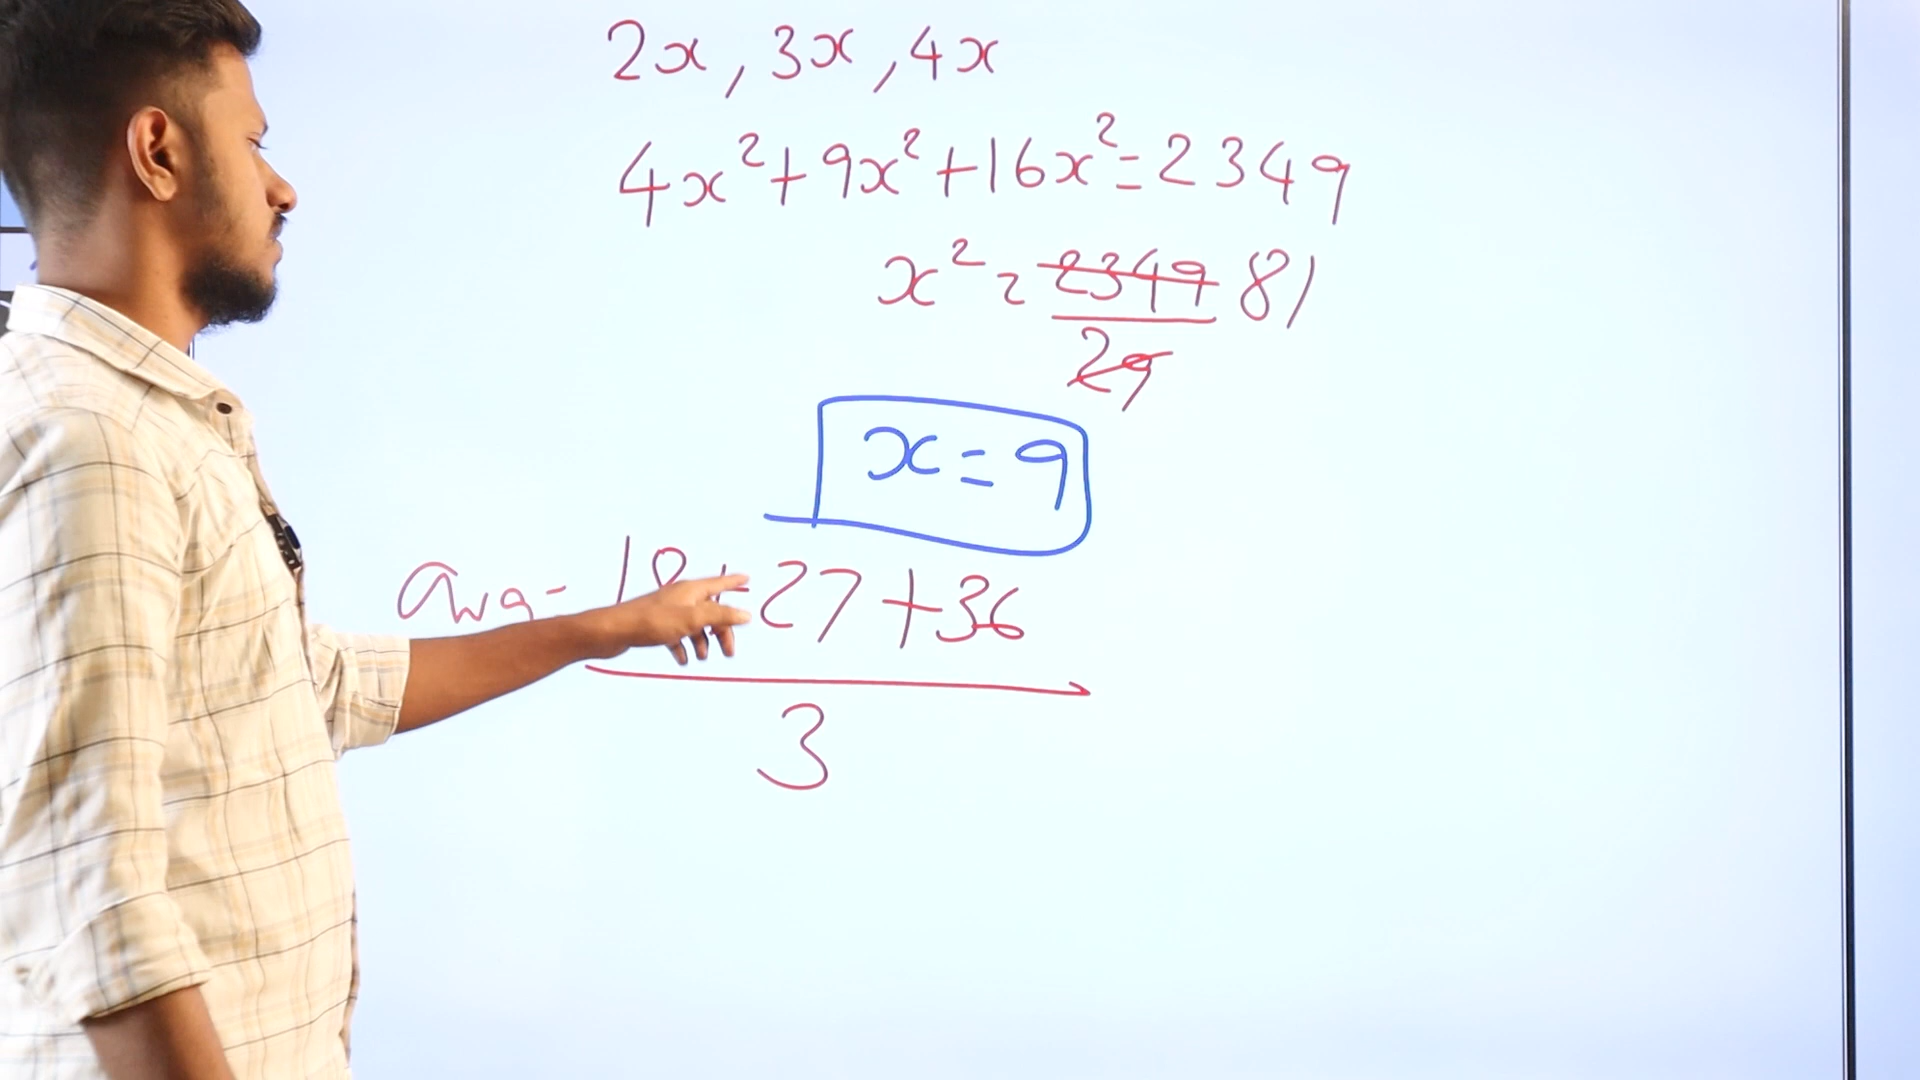 2x, 3x, 4x
4x²+9x²+16x²=2349
x² = 2349 81
29
x = 9
avg- 18+27+36
3